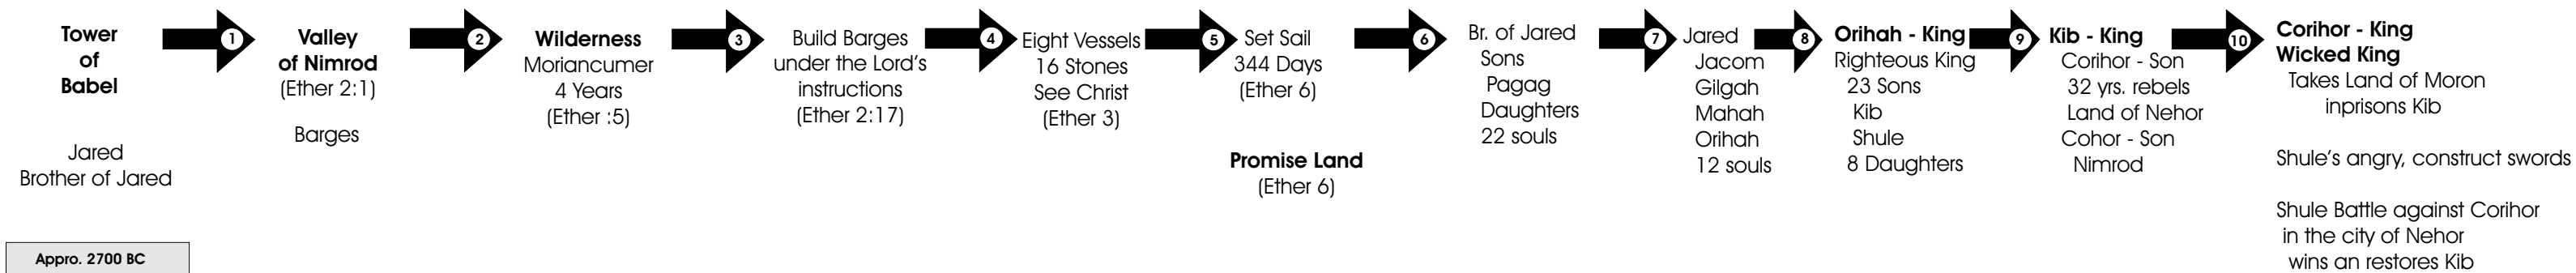 Tower
of
Babel
Jared
Brother of Jared
Appro. 2700 BC
1
Valley
of Nimrod
(Ether 2:1)
Barges
2
Wilderness
Moriancumer
4 Years
(Ether :5)
3
Build Barges
under the Lord's
instructions
(Ether 2:17)
4
Eight Vessels
16 Stones
See Christ
(Ether 3)
5
Set Sail
344 Days
(Ether 6)
Promise Land
(Ether 6)
6
Br. of Jared
Sons
Pagag
Daughters
22 souls
7
Jared
Jacom
Gilgah
Mahah
Orihah
12 souls
8
Orihah - King
Righteous King
23 Sons
Kib
Shule
8 Daughters
9
Kib - King
Corihor - Son
32 yrs. rebels
Land of Nehor
Cohor - Son
Nimrod
10
Corihor - King
Wicked King
Takes Land of Moron
inprisons Kib
Shule's angry, construct swords
Shule Battle against Corihor
in the city of Nehor
wins an restores Kib